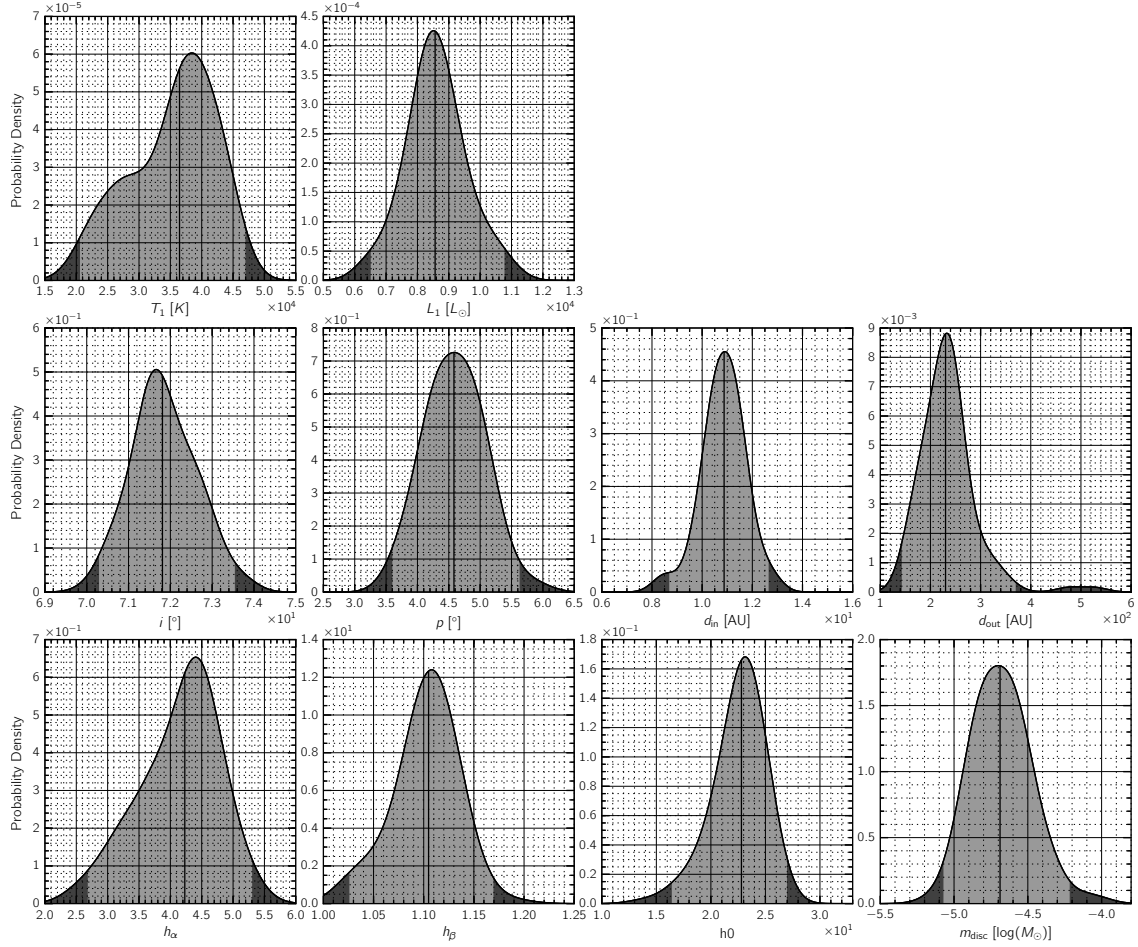 ×10⁻⁵ ×10⁻⁴
Probability Density
7 6 5 4 3 2 1 0
1.5 2.0 2.5 3.0 3.5 4.0 4.5 5.0 5.5
T₁ [K] ×10⁴
4.5 4.0 3.5 3.0 2.5 2.0 1.5 1.0 0.5 0.0
0.5 0.6 0.7 0.8 0.9 1.0 1.1 1.2 1.3
L₁ [L☉] ×10⁴
×10⁻¹ ×10⁻¹ ×10⁻¹ ×10⁻³
Probability Density
6 5 4 3 2 1 0
6.9 7.0 7.1 7.2 7.3 7.4 7.5
i [°] ×10¹
8 7 6 5 4 3 2 1 0
2.5 3.0 3.5 4.0 4.5 5.0 5.5 6.0 6.5
p [°]
5 4 3 2 1 0
0.6 0.8 1.0 1.2 1.4 1.6
d_in [AU] ×10¹
9 8 7 6 5 4 3 2 1 0
1 2 3 4 5 6
d_out [AU] ×10²
×10⁻¹ ×10¹ ×10⁻¹
Probability Density
7 6 5 4 3 2 1 0
2.0 2.5 3.0 3.5 4.0 4.5 5.0 5.5 6.0
h_α
1.4 1.2 1.0 0.8 0.6 0.4 0.2 0.0
1.00 1.05 1.10 1.15 1.20 1.25
h_β
1.8 1.6 1.4 1.2 1.0 0.8 0.6 0.4 0.2 0.0
1.0 1.5 2.0 2.5 3.0
h0 ×10¹
2.0 1.5 1.0 0.5 0.0
−5.5 −5.0 −4.5 −4.0
m_disc [log(M☉)]